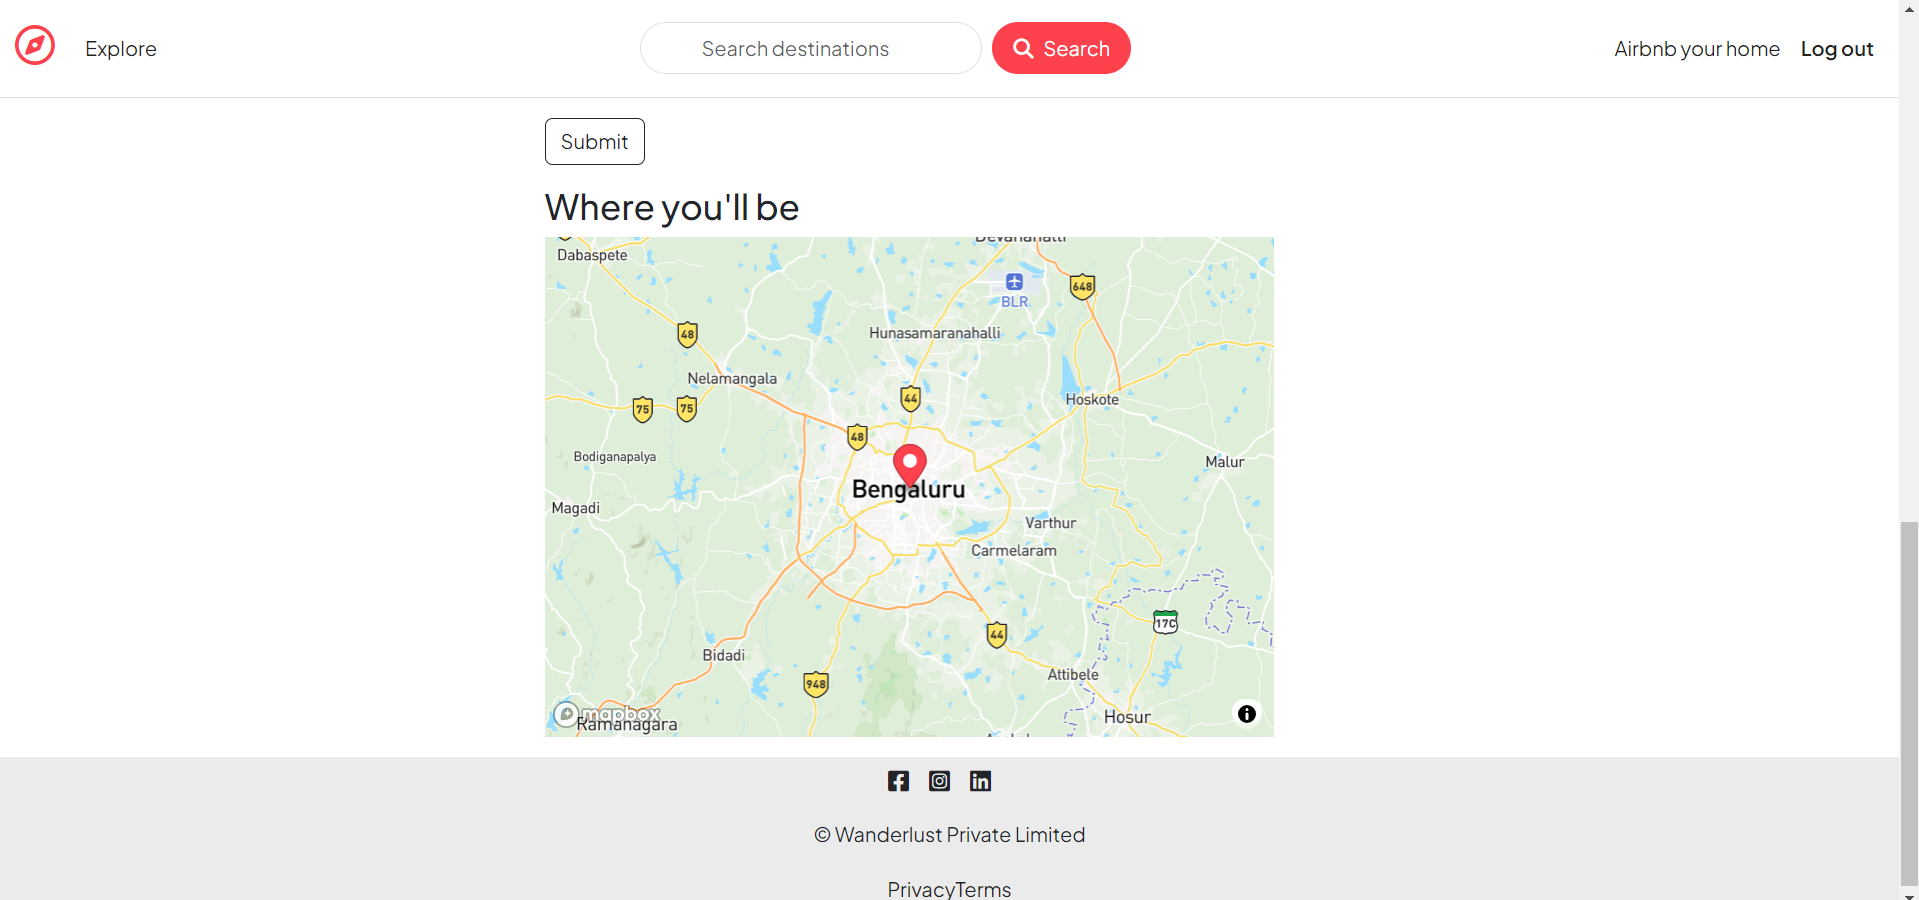 Explore
Search destinations
Search
Airbnb your home
Log out
Submit
Where you'll be
Devanahalli
Dabaspete
BLR
648
48
Hunasamaranahalli
Nelamangala
44
Hoskote
75
75
48
Bodiganapalya
Malur
Bengaluru
Magadi
Varthur
Carmelaram
17C
44
Bidadi
Attibele
948
mapbox
Hosur
Ramanagara
© Wanderlust Private Limited
PrivacyTerms